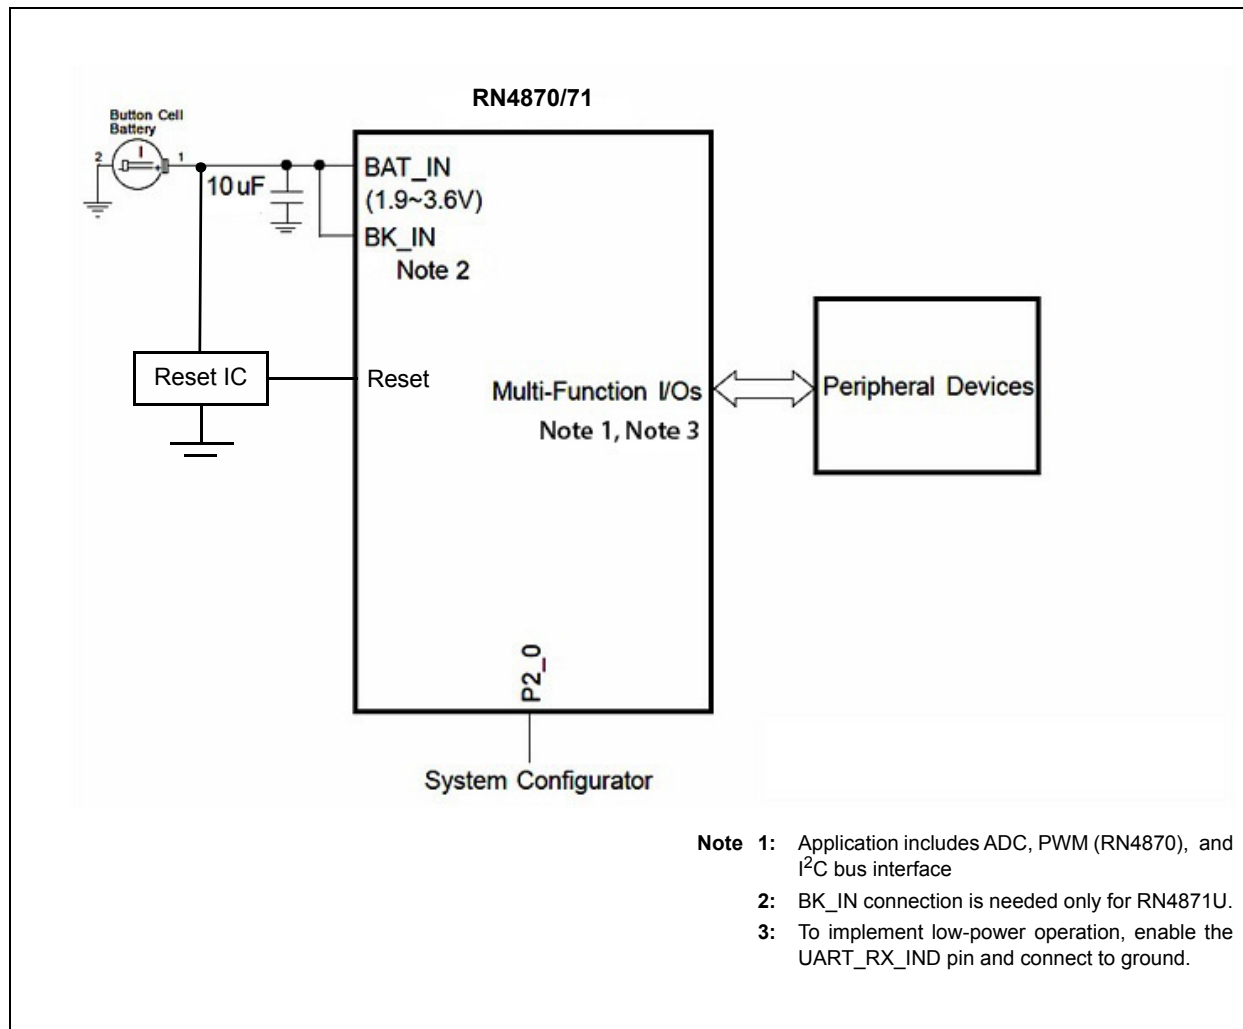 RN4870/71
Button Cell
Battery
2
1
10 uF
BAT_IN
(1.9~3.6V)
BK_IN
Note 2
Reset IC
Reset
Multi-Function I/Os
Note 1, Note 3
Peripheral Devices
P2_0
System Configurator
Note 1: Application includes ADC, PWM (RN4870), and
I2C bus interface
2: BK_IN connection is needed only for RN4871U.
3: To implement low-power operation, enable the
UART_RX_IND pin and connect to ground.